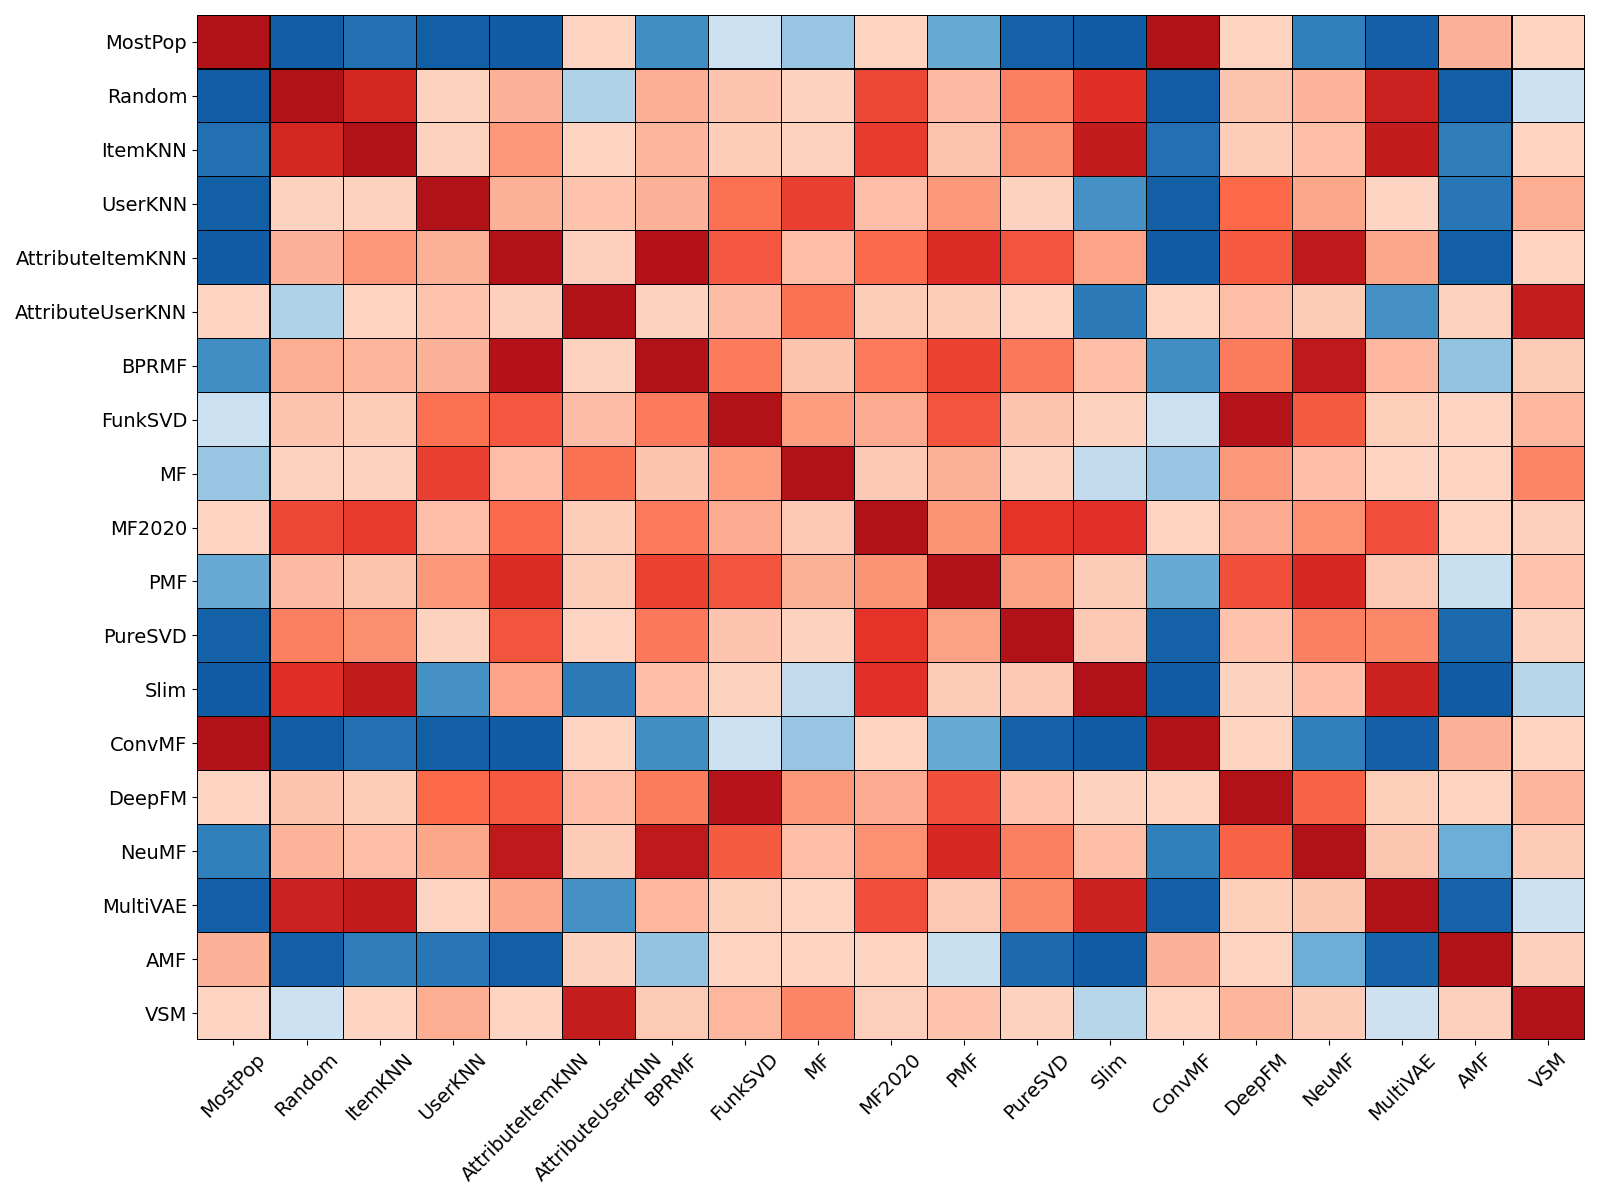 MostPop
Random
ItemKNN
UserKNN
AttributeItemKNN
AttributeUserKNN
BPRMF
FunkSVD
MF
MF2020
PMF
PureSVD
Slim
ConvMF
DeepFM
NeuMF
MultiVAE
AMF
VSM
MostPop
Random
ItemKNN
UserKNN
AttributeItemKNN
AttributeUserKNN
BPRMF
FunkSVD
MF
MF2020
PMF
PureSVD
Slim
ConvMF
DeepFM
NeuMF
MultiVAE
AMF
VSM